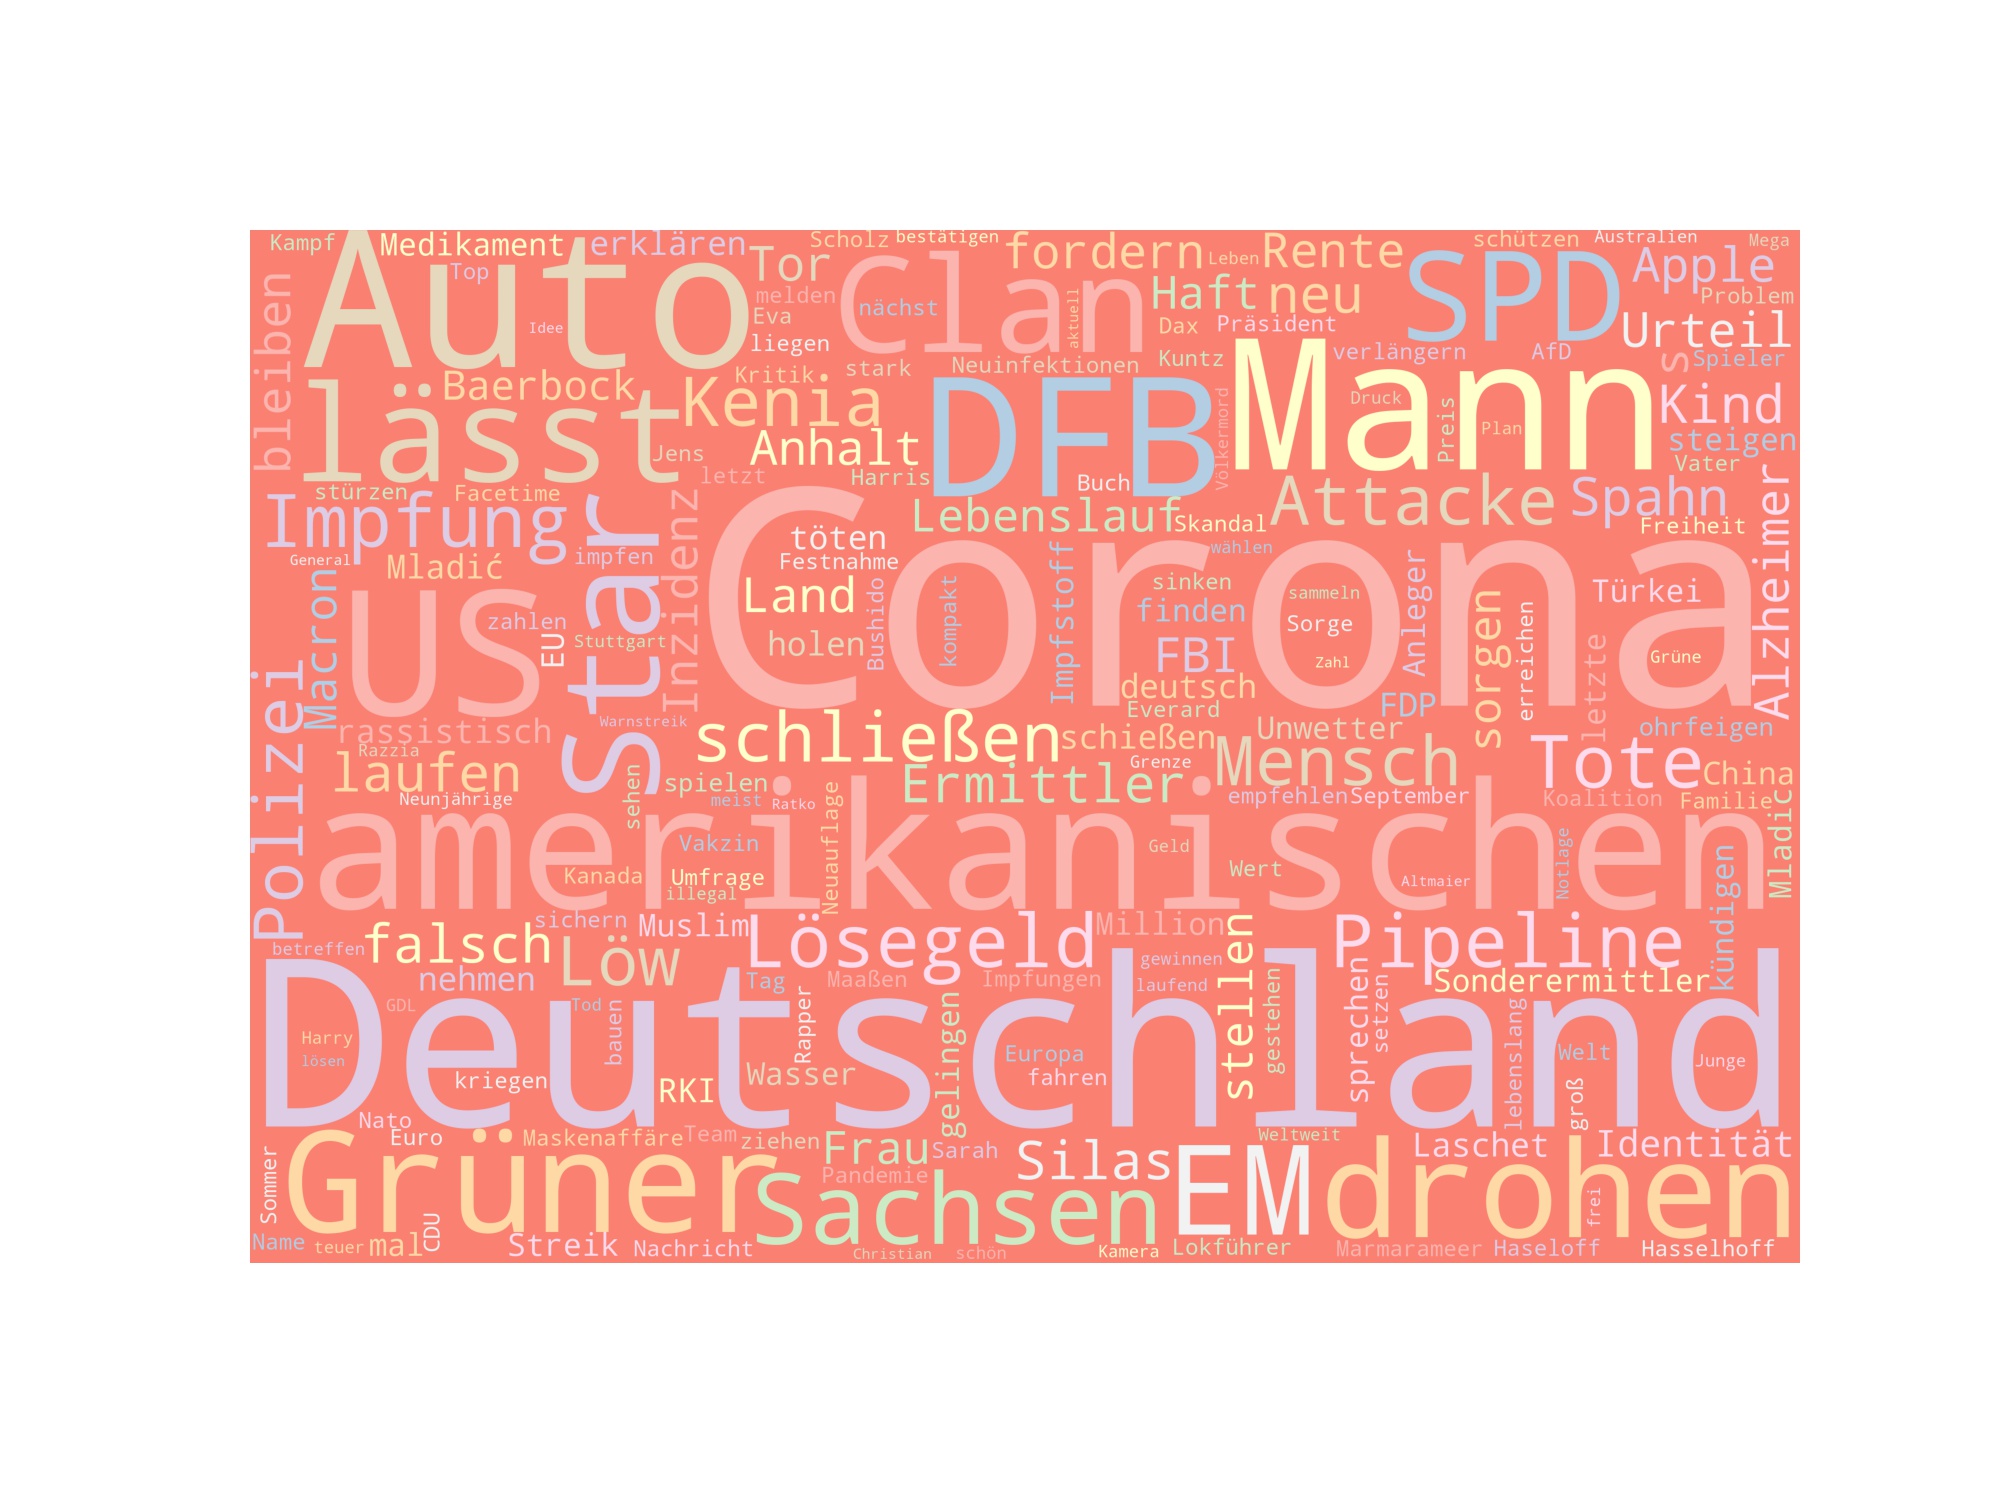 Kampf
Medikament
erklären
Scholz
bestätigen
fordern
Leben
Rente
schützen
Australien
Mega
Auto
Top
Tor
Clan
SPD
Apple
Idee
melden
nächst
aktuell
Haft
neu
Problem
Eva
liegen
Dax
Präsident
Urteil
bleiben
lässt
Baerbock
Kritik
stark
Neuinfektionen
Kuntz
verlängern
AfD
s
Spieler
Kenia
DFB
Mann
Druck
Preis
Plan
Kind
steigen
Jens
Anhalt
letzt
Harris
Völkermord
Vater
stürzen
Facetime
Buch
Attacke
Spahn
Alzheimer
Impfung
Star
Inzidenz
Corona
Lebenslauf
Skandal
Freiheit
General
impfen
töten
Festnahme
wählen
Mladić
Macron
US
Land
Bushido
kompakt
Impfstoff
sinken
finden
sammeln
Anleger
sorgen
Türkei
zahlen
EU
Stuttgart
holen
FBI
Sorge
Zahl
erreichen
letzte
Grüne
Polizei
rassistisch
Warnstreik
deutsch
Everard
FDP
ohrfeigen
Razzia
schließen
schießen
Unwetter
laufen
Mensch
Tote
China
Neunjährige
sehen
spielen
Ermittler
Grenze
meist
Ratko
empfehlen
September
Koalition
Familie
Mladic
amerikanischen
Neuauflage
Vakzin
Geld
Notlage
Kanada
Umfrage
illegal
Wert
Altmaier
kündigen
betreffen
falsch
sichern
Muslim
Lösegeld
Million
stellen
Pipeline
Löw
gewinnen
nehmen
Tag
Maaßen
Impfungen
laufend
gestehen
sprechen
setzen
Sonderermittler
Deutschland
GDL
Tod
bauen
Rapper
gelingen
Harry
lösen
Europa
lebenslang
Welt
Junge
kriegen
RKI
Wasser
fahren
groß
Nato
Euro
Maskenaffäre
Team
ziehen
Frau
Sarah
Weltweit
Laschet
Identität
Sommer
Grüner
Pandemie
Silas
EM
drohen
Sachsen
frei
Name
teuer
mal
CDU
Streik
Nachricht
Christian
schön
Kamera
Lokführer
Marmarameer
Haseloff
Hasselhoff